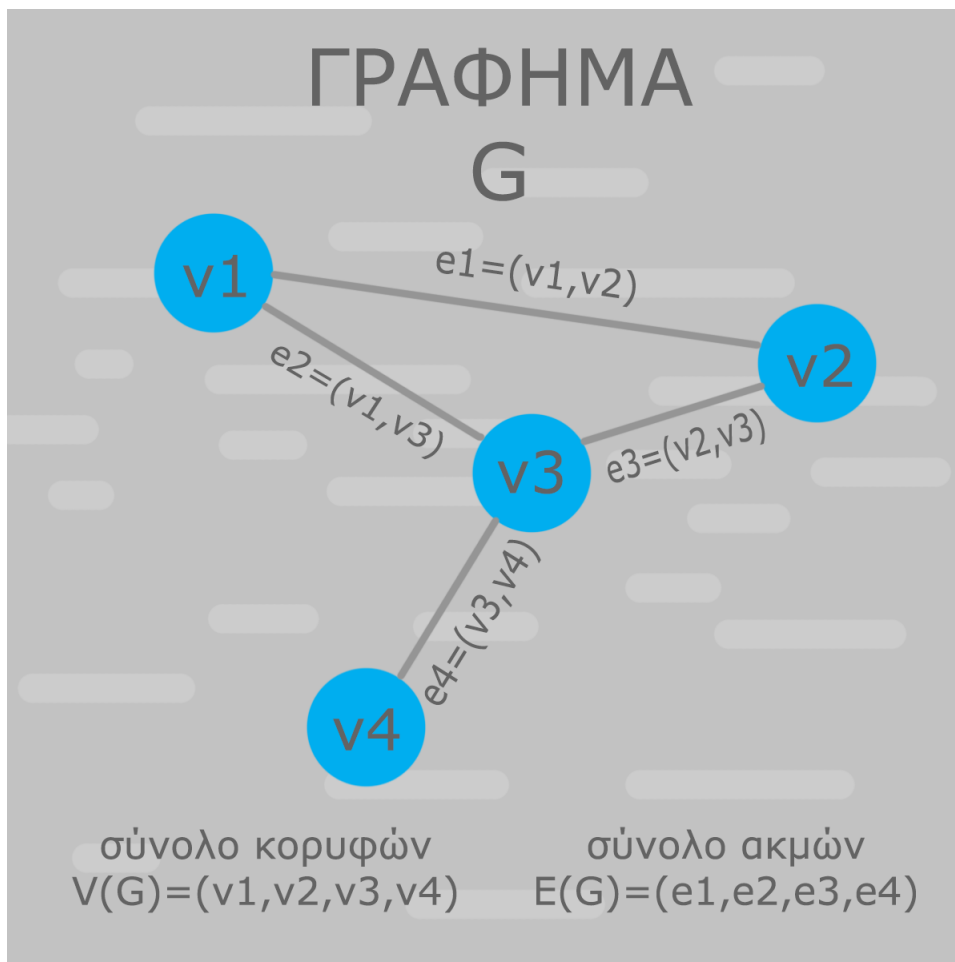 ΓΡΑΦΗΜΑ
G
v1
e1=(v1,v2)
v2
e2=(v1,v3)
v3
e3=(v2,v3)
e4=(v3,v4)
v4
σύνολο κορυφών
V(G)=(v1,v2,v3,v4)
σύνολο ακμών
E(G)=(e1,e2,e3,e4)